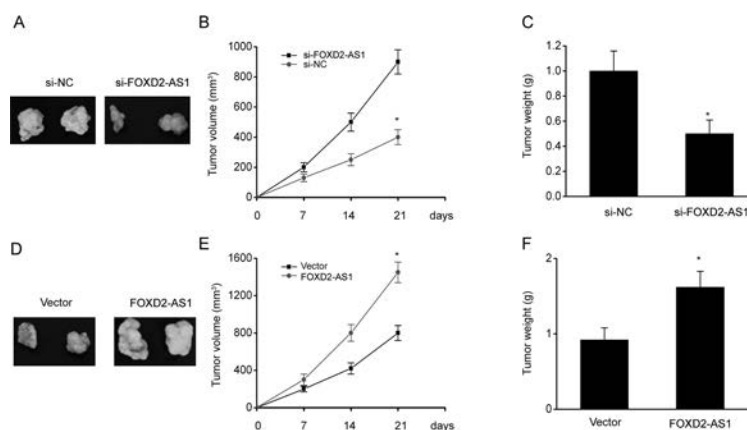 A
si-NC si-FOXD2-AS1
B
Tumor volume (mm³)
1000
800
600
400
200
0
si-FOXD2-AS1
si-NC
*
0 7 14 21 days
C
Tumor weight (g)
1.2
1.0
0.8
0.6
0.4
0.2
0.0
*
si-NC si-FOXD2-AS1
D
Vector FOXD2-AS1
E
Tumor volume (mm³)
1600
1200
800
400
0
Vector
FOXD2-AS1
*
0 7 14 21 days
F
Tumor weight (g)
2
1
0
*
Vector FOXD2-AS1